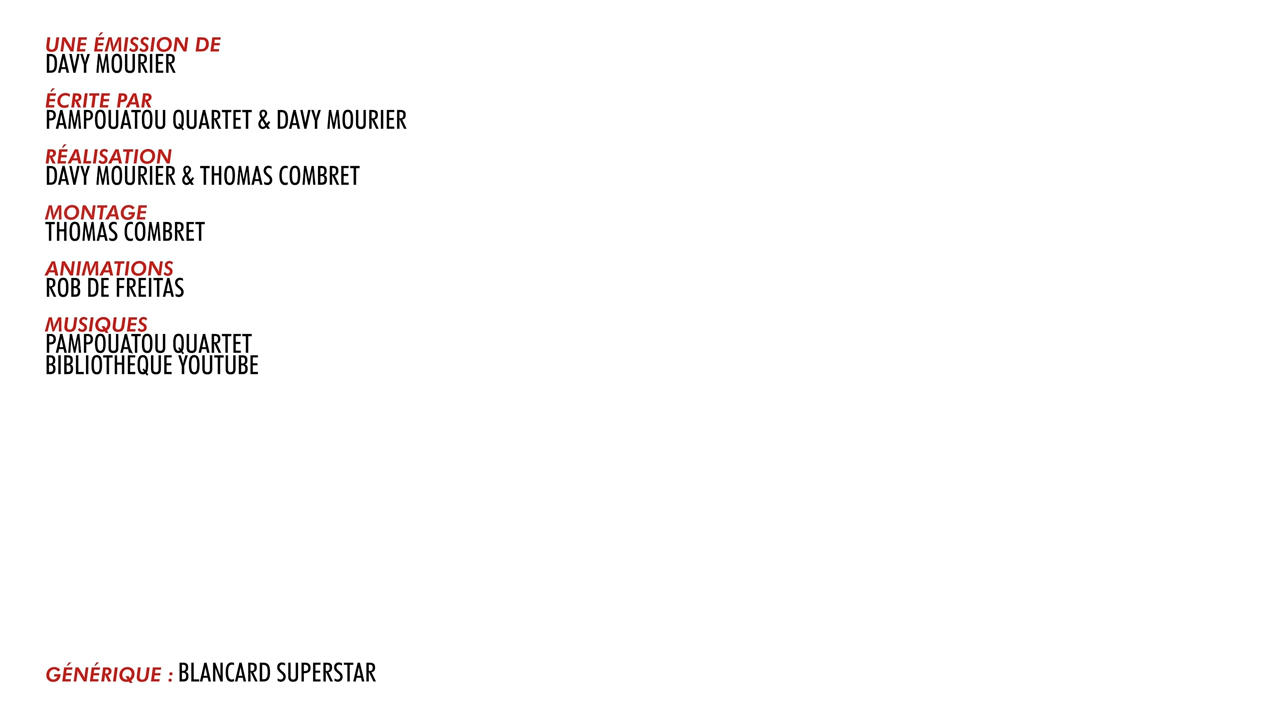 UNE ÉMISSION DE
DAVY MOURIER
ÉCRITE PAR
PAMPOUATOU QUARTET & DAVY MOURIER
RÉALISATION
DAVY MOURIER & THOMAS COMBRET
MONTAGE
THOMAS COMBRET
ANIMATIONS
ROB DE FREITAS
MUSIQUES
PAMPOUATOU QUARTET
BIBLIOTHÈQUE YOUTUBE
GÉNÉRIQUE : BLANCARD SUPERSTAR